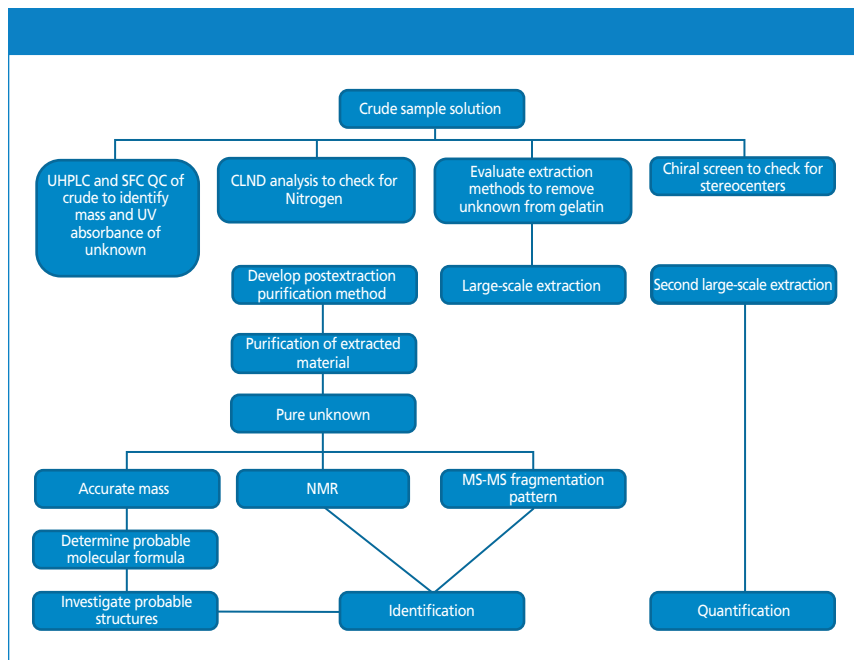 Crude sample solution
UHPLC and SFC QC of
crude to identify
mass and UV
absorbance of
unknown
CLND analysis to check for
Nitrogen
Evaluate extraction
methods to remove
unknown from gelatin
Chiral screen to check for
stereocenters
Develop postextraction
purification method
Large-scale extraction
Second large-scale extraction
Purification of extracted
material
Pure unknown
Accurate mass
NMR
MS-MS fragmentation
pattern
Determine probable
molecular formula
Investigate probable
structures
Identification
Quantification